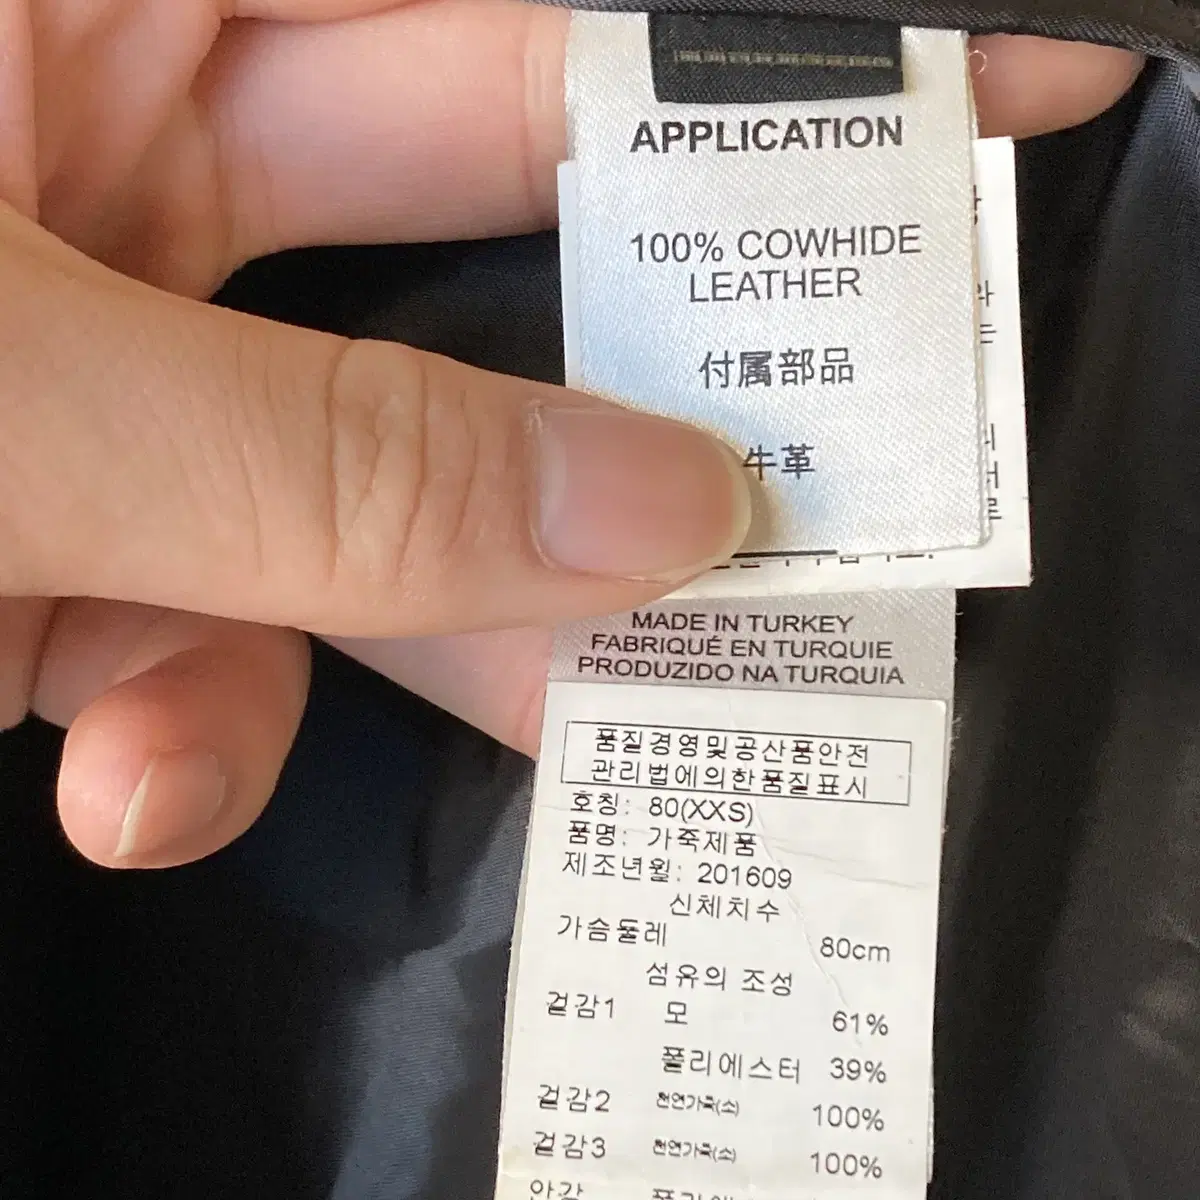 APPLICATION
100% COWHIDE
LEATHER
付属部品
牛革
MADE IN TURKEY
FABRIQUÉ EN TURQUIE
PRODUZIDO NA TURQUIA
품질경영및공산품안전
관리법에의한품질표시
호칭: 80(XXS)
품명: 가죽제품
제조년월: 201609
신체치수
가슴둘레 80cm
섬유의 조성
겉감1 모 61%
폴리에스터 39%
겉감2 천연가죽(소) 100%
겉감3 천연가죽(소) 100%
안감